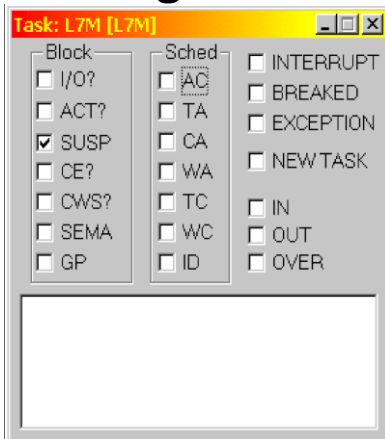 Task: L7M [L7M]
Block
I/O?
ACT?
SUSP
CE?
CWS?
SEMA
GP
Sched
AC
TA
CA
WA
TC
WC
ID
INTERRUPT
BREAKED
EXCEPTION
NEW TASK
IN
OUT
OVER